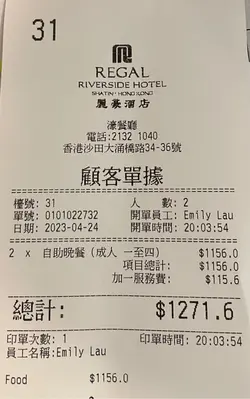 31
REGAL
RIVERSIDE HOTEL
SHATIN · HONG KONG
麗豪酒店
濠餐廳
電話:2132 1040
香港沙田大涌橋路34-36號
顧客單據
檯號: 31 人 數: 2
單號: 0101022732 開單員工: Emily Lau
日期: 2023-04-24 開單時間: 20:03:54
2 x 自助晚餐(成人 一至四) $1156.0
項目總計: $1156.0
加一服務費: $115.6
總計: $1271.6
印單次數: 1 印單時間: 20:03:54
員工名稱:Emily Lau
Food $1156.0